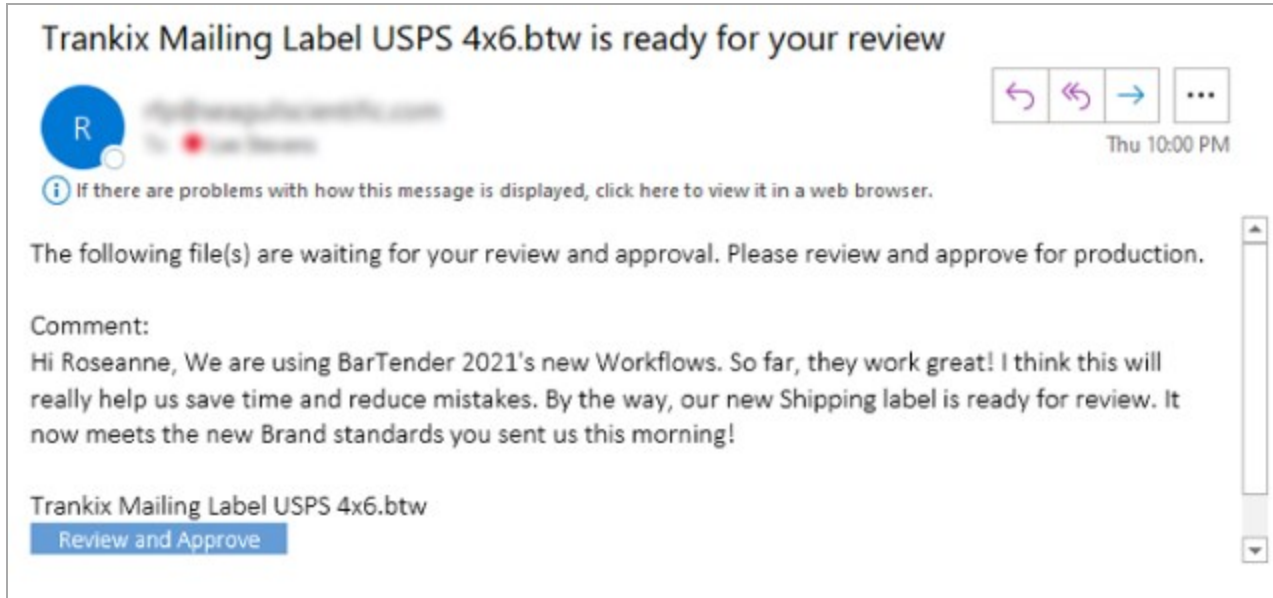 Trankix Mailing Label USPS 4x6.btw is ready for your review
R
Thu 10:00 PM
If there are problems with how this message is displayed, click here to view it in a web browser.
The following file(s) are waiting for your review and approval. Please review and approve for production.
Comment:
Hi Roseanne, We are using BarTender 2021's new Workflows. So far, they work great! I think this will
really help us save time and reduce mistakes. By the way, our new Shipping label is ready for review. It
now meets the new Brand standards you sent us this morning!
Trankix Mailing Label USPS 4x6.btw
Review and Approve